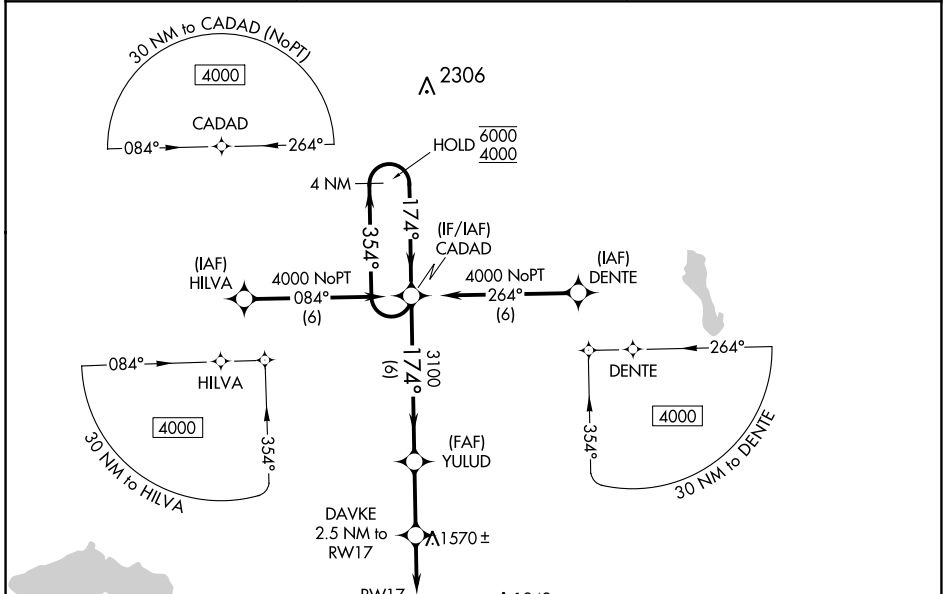 30 NM to CADAD (NoPT)
4000
CADAD
084°
264°
2306
HOLD 6000
4000
4 NM
174°
354°
(IF/IAF)
CADAD
(IAF)
HILVA
4000 NoPT
084°
(6)
(IAF)
DENTE
4000 NoPT
264°
(6)
3100
174°
(6)
084°
HILVA
4000
354°
30 NM to HILVA
264°
DENTE
4000
354°
30 NM to DENTE
(FAF)
YULUD
DAVKE
2.5 NM to
RW17
1570 ±
RW17